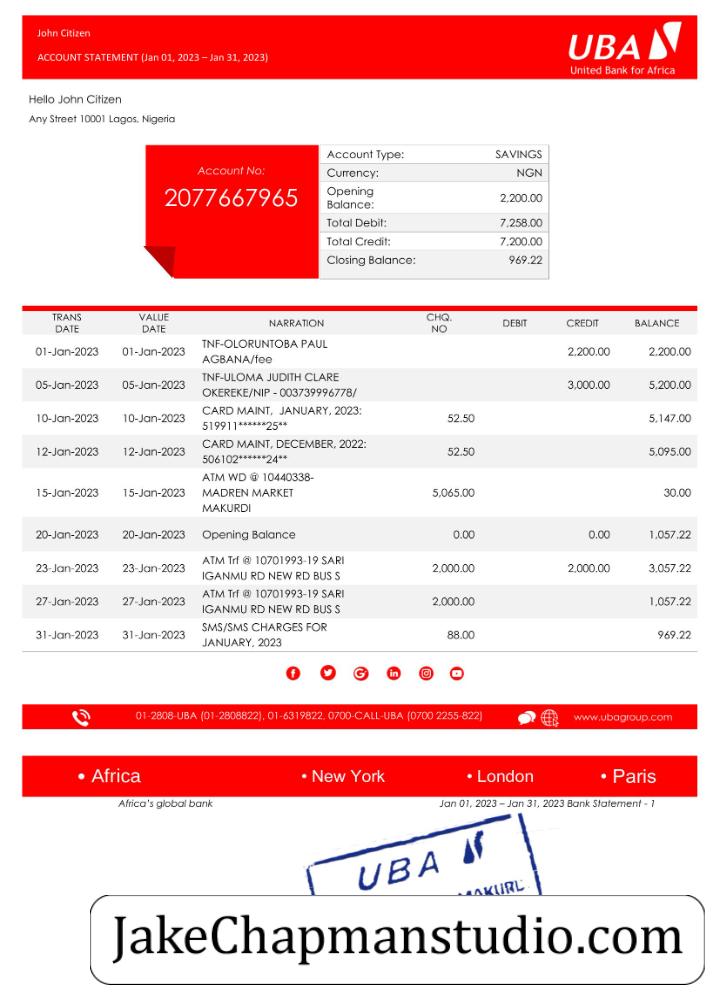 John Citizen
ACCOUNT STATEMENT (Jan 01, 2023 – Jan 31, 2023)
UBA
United Bank for Africa
Hello John Citizen
Any Street 10001 Lagos, Nigeria
Account No:
2077667965
Account Type: SAVINGS
Currency: NGN
Opening
Balance: 2,200.00
Total Debit: 7,258.00
Total Credit: 7,200.00
Closing Balance: 969.22
TRANS DATE VALUE DATE NARRATION CHQ. NO DEBIT CREDIT BALANCE
01-Jan-2023 01-Jan-2023 TNF-OLORUNTOBA PAUL
AGBANA/fee 2,200.00 2,200.00
05-Jan-2023 05-Jan-2023 TNF-ULOMA JUDITH CLARE
OKEREKE/NIP - 003739996778/ 3,000.00 5,200.00
10-Jan-2023 10-Jan-2023 CARD MAINT, JANUARY, 2023:
519911******25** 52.50 5,147.00
12-Jan-2023 12-Jan-2023 CARD MAINT, DECEMBER, 2022:
506102******24** 52.50 5,095.00
15-Jan-2023 15-Jan-2023 ATM WD @ 10440338-
MADREN MARKET
MAKURDI 5,065.00 30.00
20-Jan-2023 20-Jan-2023 Opening Balance 0.00 0.00 1,057.22
23-Jan-2023 23-Jan-2023 ATM Trf @ 10701993-19 SARI
IGANMU RD NEW RD BUS S 2,000.00 2,000.00 3,057.22
27-Jan-2023 27-Jan-2023 ATM Trf @ 10701993-19 SARI
IGANMU RD NEW RD BUS S 2,000.00 1,057.22
31-Jan-2023 31-Jan-2023 SMS/SMS CHARGES FOR
JANUARY, 2023 88.00 969.22
01-2808-UBA (01-2808822), 01-6319822, 0700-CALL-UBA (0700 2255-822) www.ubagroup.com
• Africa • New York • London • Paris
Africa's global bank Jan 01, 2023 – Jan 31, 2023 Bank Statement - 1
UBA
JakeChapmanstudio.com